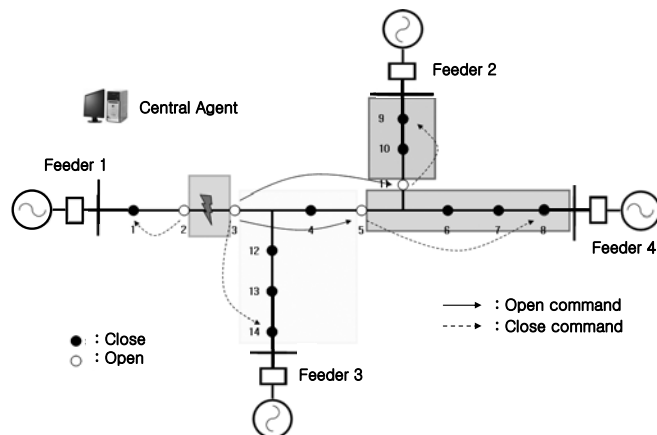 Feeder 2
Central Agent
9
10
Feeder 1
11
1
2
3
4
5
6
7
8
Feeder 4
12
13
14
: Open command
: Close command
: Close
: Open
Feeder 3